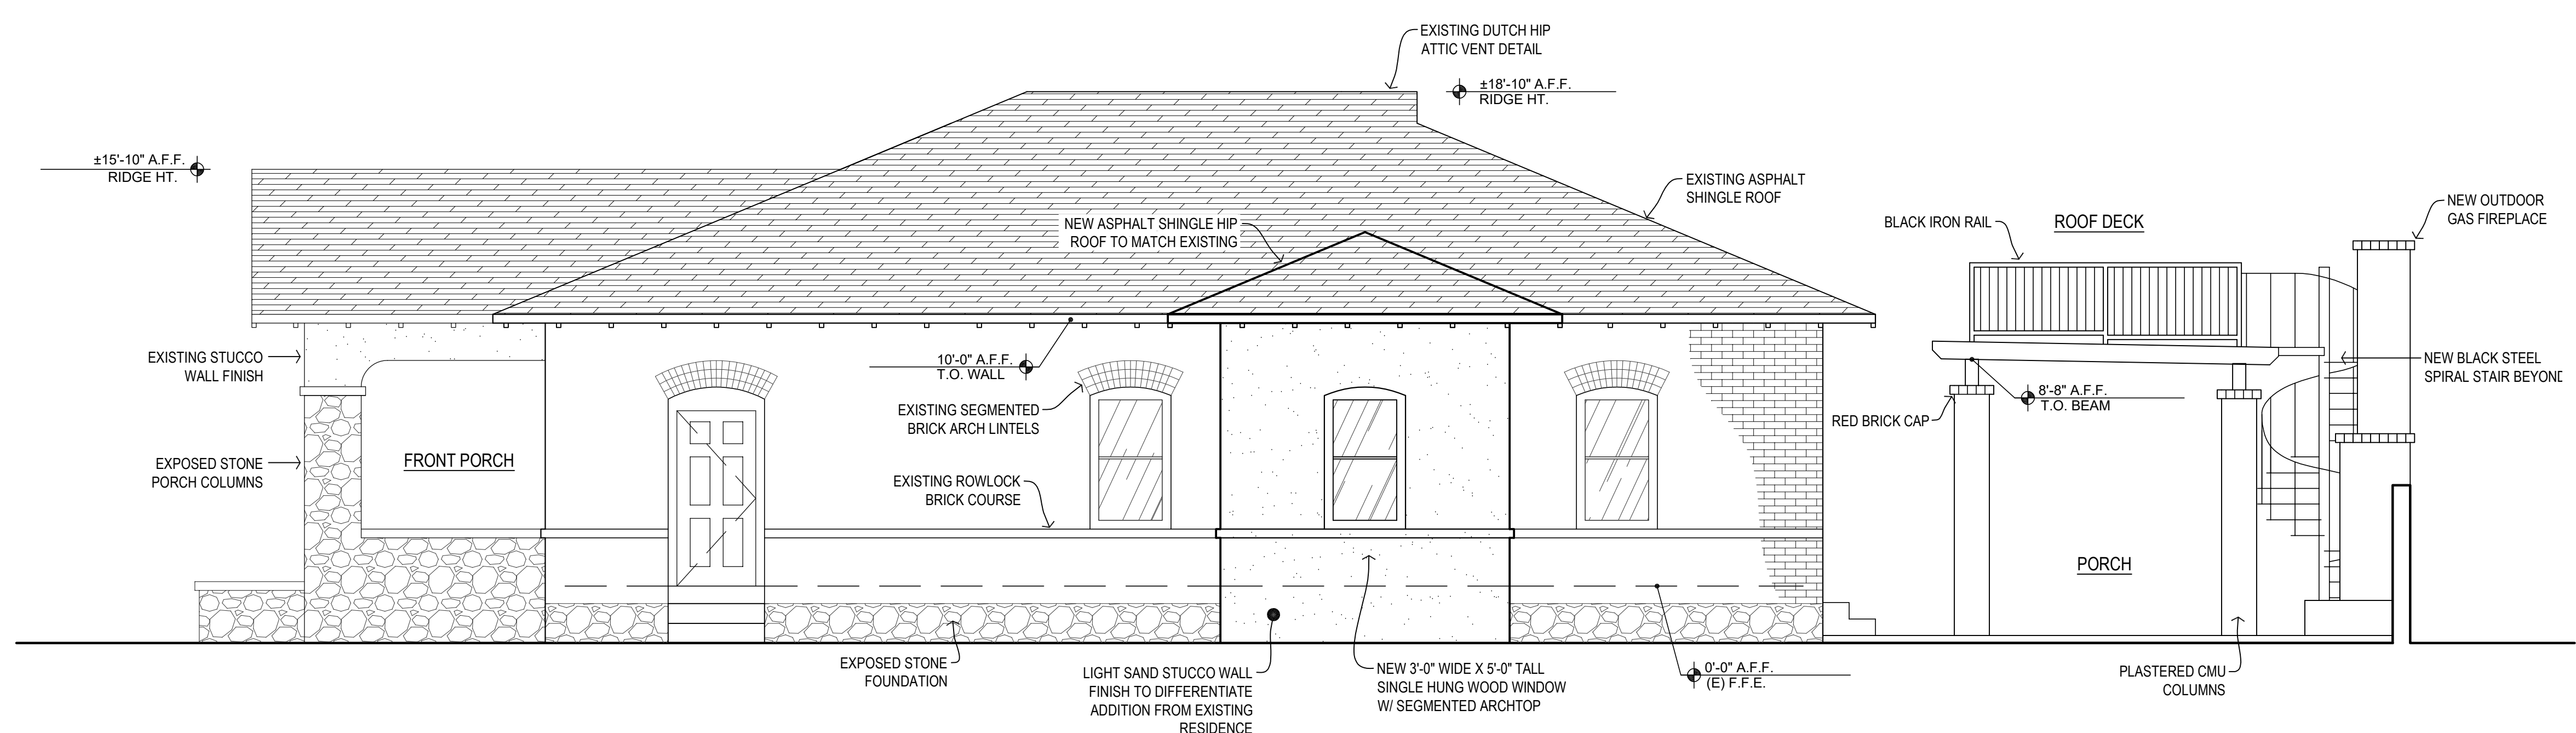 EXISTING DUTCH HIP
ATTIC VENT DETAIL
±18'-10" A.F.F.
RIDGE HT.
±15'-10" A.F.F.
RIDGE HT.
EXISTING ASPHALT
SHINGLE ROOF
NEW ASPHALT SHINGLE HIP
ROOF TO MATCH EXISTING
BLACK IRON RAIL
ROOF DECK
NEW OUTDOOR
GAS FIREPLACE
EXISTING STUCCO
WALL FINISH
10'-0" A.F.F.
T.O. WALL
NEW BLACK STEEL
SPIRAL STAIR BEYOND
8'-8" A.F.F.
T.O. BEAM
EXISTING SEGMENTED
BRICK ARCH LINTELS
RED BRICK CAP
EXPOSED STONE
PORCH COLUMNS
FRONT PORCH
EXISTING ROWLOCK
BRICK COURSE
PORCH
EXPOSED STONE
FOUNDATION
LIGHT SAND STUCCO WALL
FINISH TO DIFFERENTIATE
ADDITION FROM EXISTING
RESIDENCE
NEW 3'-0" WIDE X 5'-0" TALL
SINGLE HUNG WOOD WINDOW
W/ SEGMENTED ARCHTOP
0'-0" A.F.F.
(E) F.F.E.
PLASTERED CMU
COLUMNS